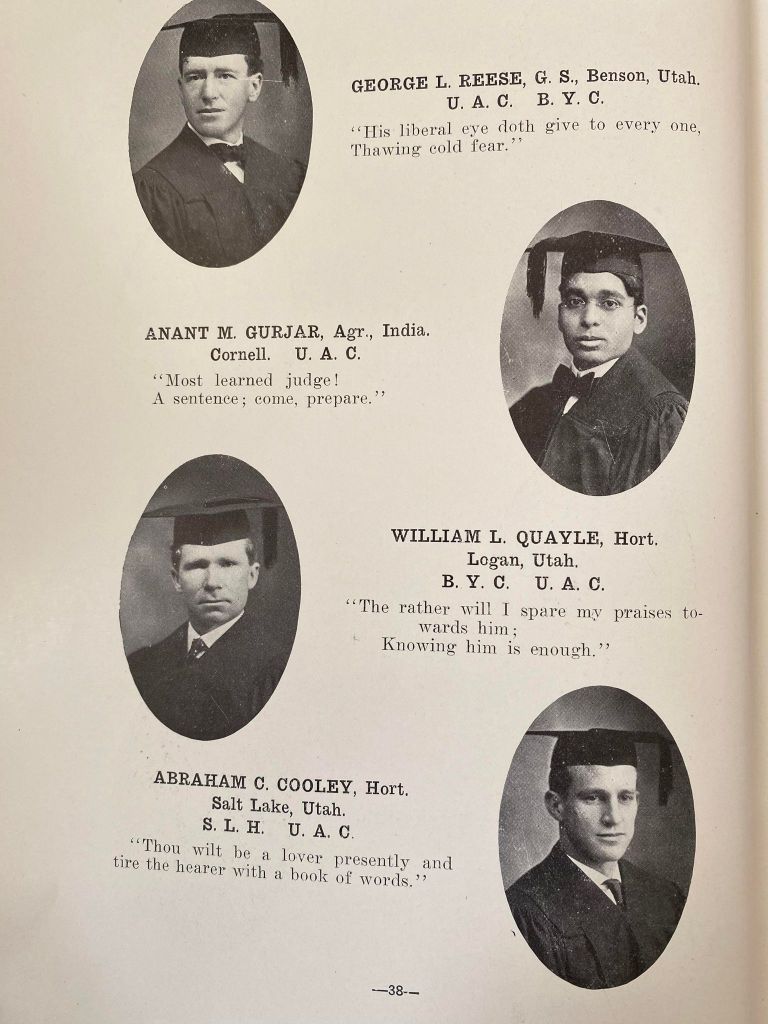 GEORGE L. REESE, G. S., Benson, Utah.
U. A. C. B. Y. C.
“His liberal eye doth give to every one,
Thawing cold fear.”
ANANT M. GURJAR, Agr., India.
Cornell. U. A. C.
“Most learned judge!
A sentence; come, prepare.”
WILLIAM L. QUAYLE, Hort.
Logan, Utah.
B. Y. C. U. A. C.
“The rather will I spare my praises to-
wards him;
Knowing him is enough.”
ABRAHAM C. COOLEY, Hort.
Salt Lake, Utah.
S. L. H. U. A. C.
“Thou wilt be a lover presently and
tire the hearer with a book of words.”
—38—